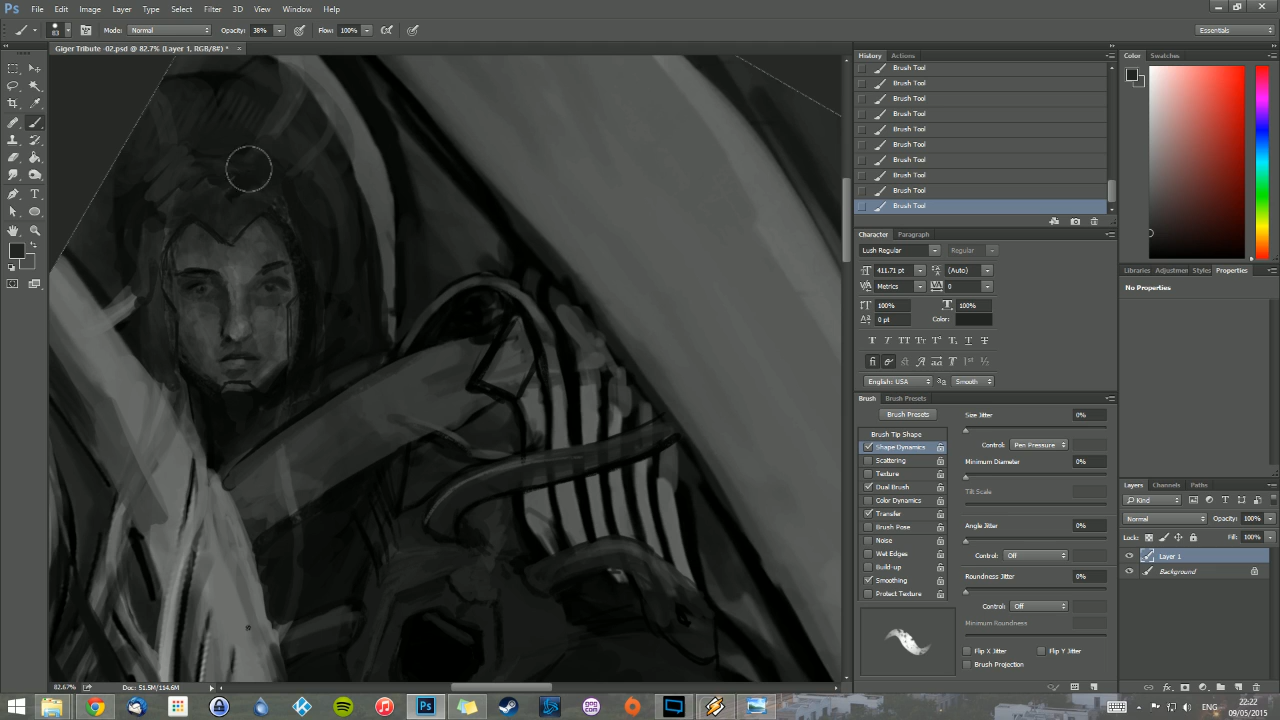 Ps File Edit Image Layer Type Select Filter 3D View Window Help
63 Mode: Normal Opacity: 38% Flow: 100% Essentials
Giger Tribute -02.psd @ 82.7% (Layer 1, RGB/8#) * ×
History Actions
Brush Tool
Brush Tool
Brush Tool
Brush Tool
Brush Tool
Brush Tool
Brush Tool
Brush Tool
Brush Tool
Brush Tool
Color Swatches
Character Paragraph
Lush Regular Regular
411.71 pt (Auto)
Metrics 0
100% 100%
0 pt Color:
English: USA Smooth
Libraries Adjustmen Styles Properties
No Properties
Brush Brush Presets
Brush Presets
Brush Tip Shape
Shape Dynamics
Scattering
Texture
Dual Brush
Color Dynamics
Transfer
Brush Pose
Noise
Wet Edges
Build-up
Smoothing
Protect Texture
Size Jitter 0%
Control: Pen Pressure
Minimum Diameter 0%
Tilt Scale
Angle Jitter 0%
Control: Off
Roundness Jitter 0%
Control: Off
Minimum Roundness
Flip X Jitter Flip Y Jitter
Brush Projection
Layers Channels Paths
Kind
Normal Opacity: 100%
Lock: Fill: 100%
Layer 1
Background
82.67% Doc: 51.5M/114.6M
ENG
22:22
09/05/2015